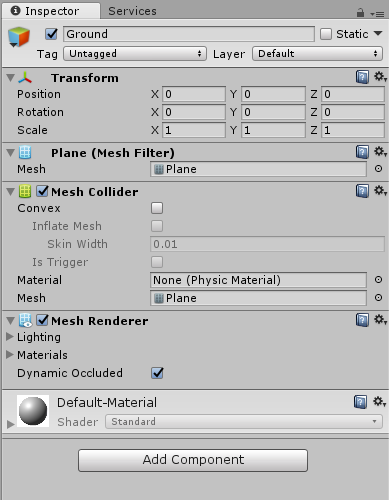 Inspector Services
Ground Static
Tag Untagged Layer Default
Transform
Position X 0 Y 0 Z 0
Rotation X 0 Y 0 Z 0
Scale X 1 Y 1 Z 1
Plane (Mesh Filter)
Mesh Plane
Mesh Collider
Convex
Inflate Mesh
Skin Width 0.01
Is Trigger
Material None (Physic Material)
Mesh Plane
Mesh Renderer
Lighting
Materials
Dynamic Occluded
Default-Material
Shader Standard
Add Component